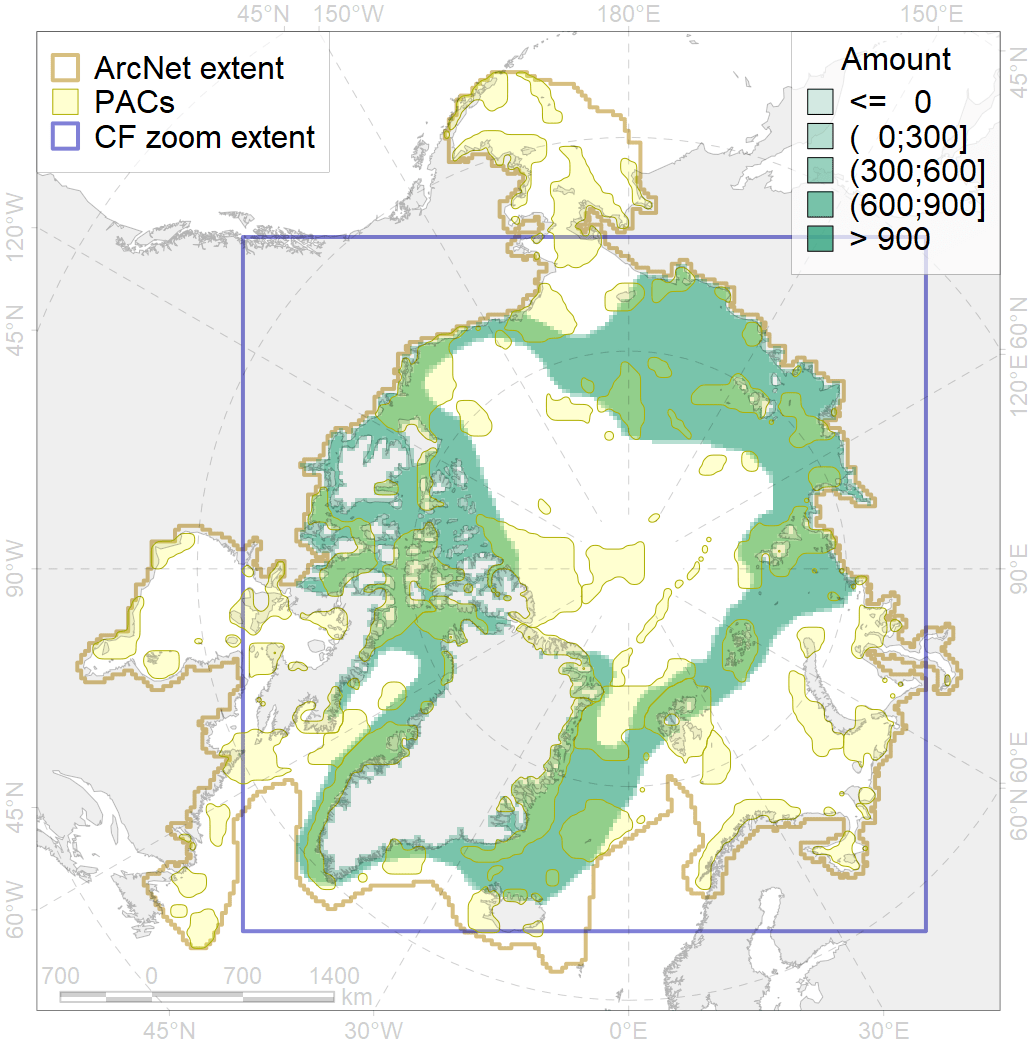 45°N 150°W 180°E 150°E
ArcNet extent
PACs
CF zoom extent
Amount
<= 0
( 0;300]
(300;600]
(600;900]
> 900
45°N
120°W
60°N
45°N
120°E
90°W
90°E
60°E
45°N
60°N
60°W
700 0 700 1400
km
45°N 30°W 0°E 30°E